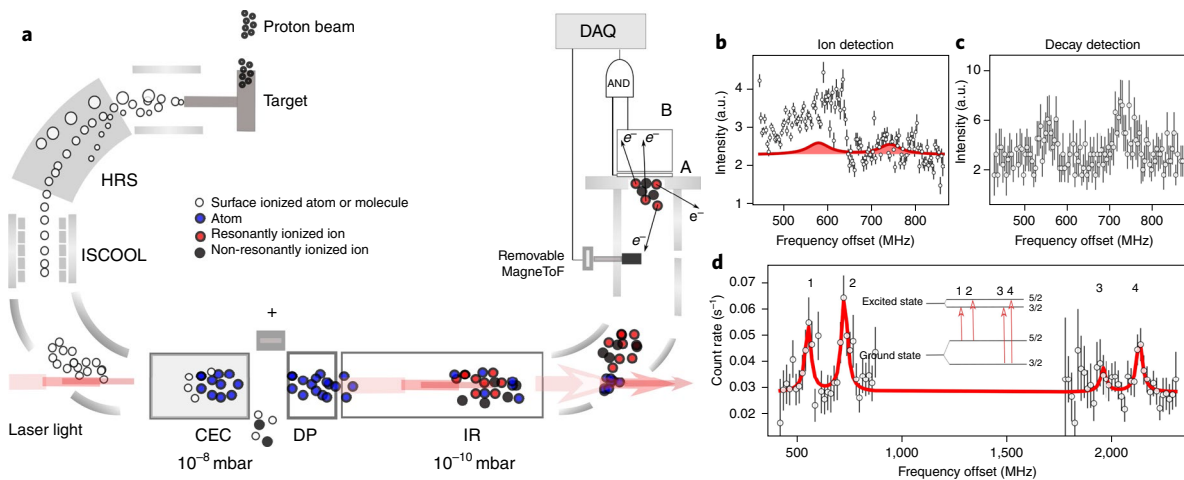 a
Proton beam
Target
HRS
ISCOOL
Surface ionized atom or molecule
Atom
Resonantly ionized ion
Non-resonantly ionized ion
Laser light
+
CEC
DP
IR
10⁻⁸ mbar
10⁻¹⁰ mbar
DAQ
AND
B
A
e⁻
e⁻
e⁻
e⁻
Removable
MagneToF
b
Ion detection
Intensity (a.u.)
5
4
3
2
1
500
600
700
800
Frequency offset (MHz)
c
Decay detection
Intensity (a.u.)
10
6
2
500
600
700
800
Frequency offset (MHz)
d
Count rate (s⁻¹)
0.07
0.06
0.05
0.04
0.03
0.02
1
2
3
4
Excited state
5/2
3/2
1 2
3 4
Ground state
5/2
3/2
500
1,000
1,500
2,000
Frequency offset (MHz)